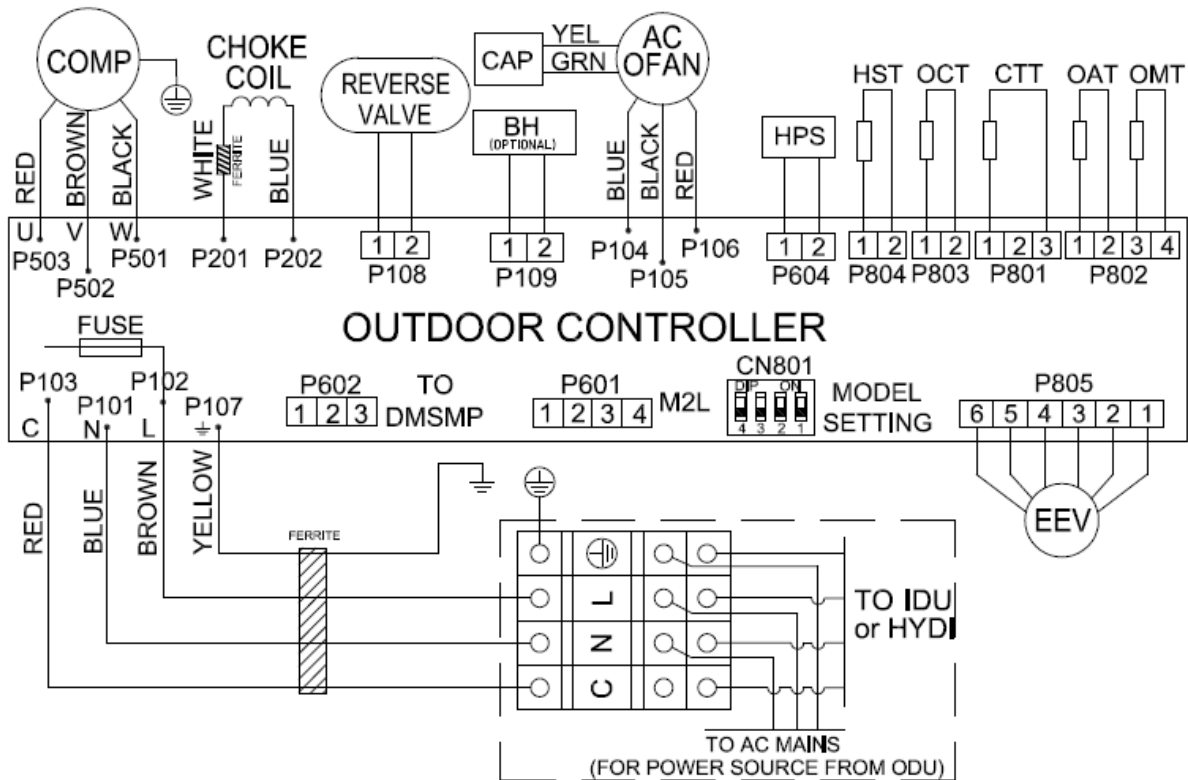 COMP
CHOKE
COIL
REVERSE
VALVE
CAP
YEL
GRN
AC
OFAN
BH
(OPTIONAL)
HPS
HST OCT CTT OAT OMT
RED
BROWN
BLACK
WHITE
FERRITE
BLUE
BLUE
BLACK
RED
U V W
P503 P502 P501 P201 P202
1 2
P108
1 2
P109
P104 P105 P106
1 2
P604
1 2
P804
1 2
P803
1 2 3
P801
1 2 3 4
P802
OUTDOOR CONTROLLER
FUSE
P103 P101 P102 P107
C N L
P602
1 2 3
TO
DMSMP
P601
1 2 3 4
M2L
CN801
DIP ON
4 3 2 1
MODEL
SETTING
P805
6 5 4 3 2 1
EEV
RED
BLUE
BROWN
YELLOW
FERRITE
L
N
C
TO IDU
or HYDI
TO AC MAINS
(FOR POWER SOURCE FROM ODU)